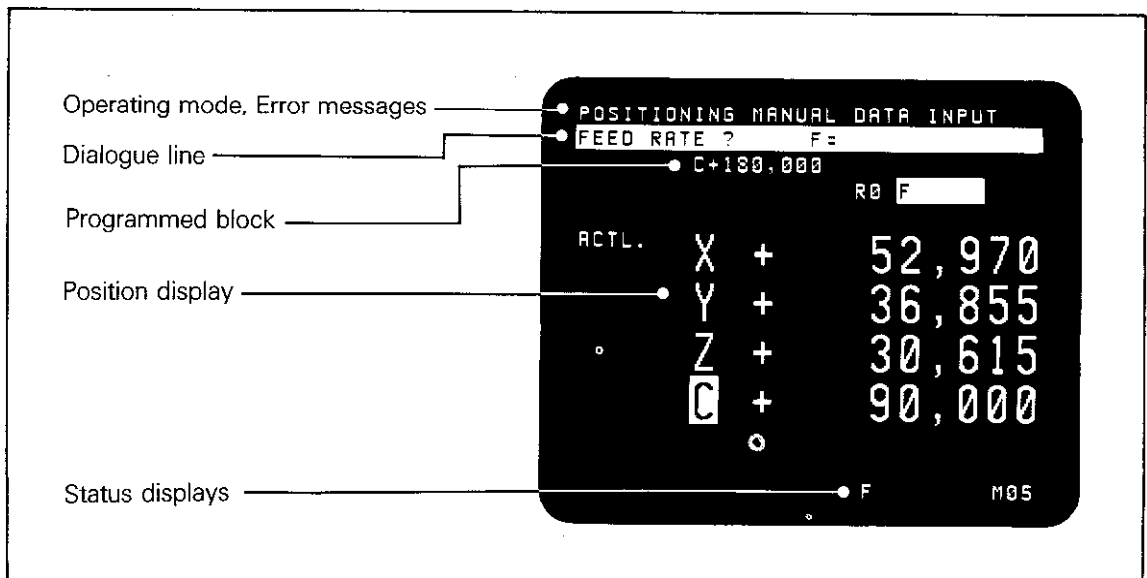 Operating mode, Error messages
Dialogue line
Programmed block
Position display
Status displays
POSITIONING MANUAL DATA INPUT
FEED RATE ? F=
C+180,000
R0 F
ACTL.
X + 52,970
Y + 36,855
Z + 30,615
C + 90,000
F M05